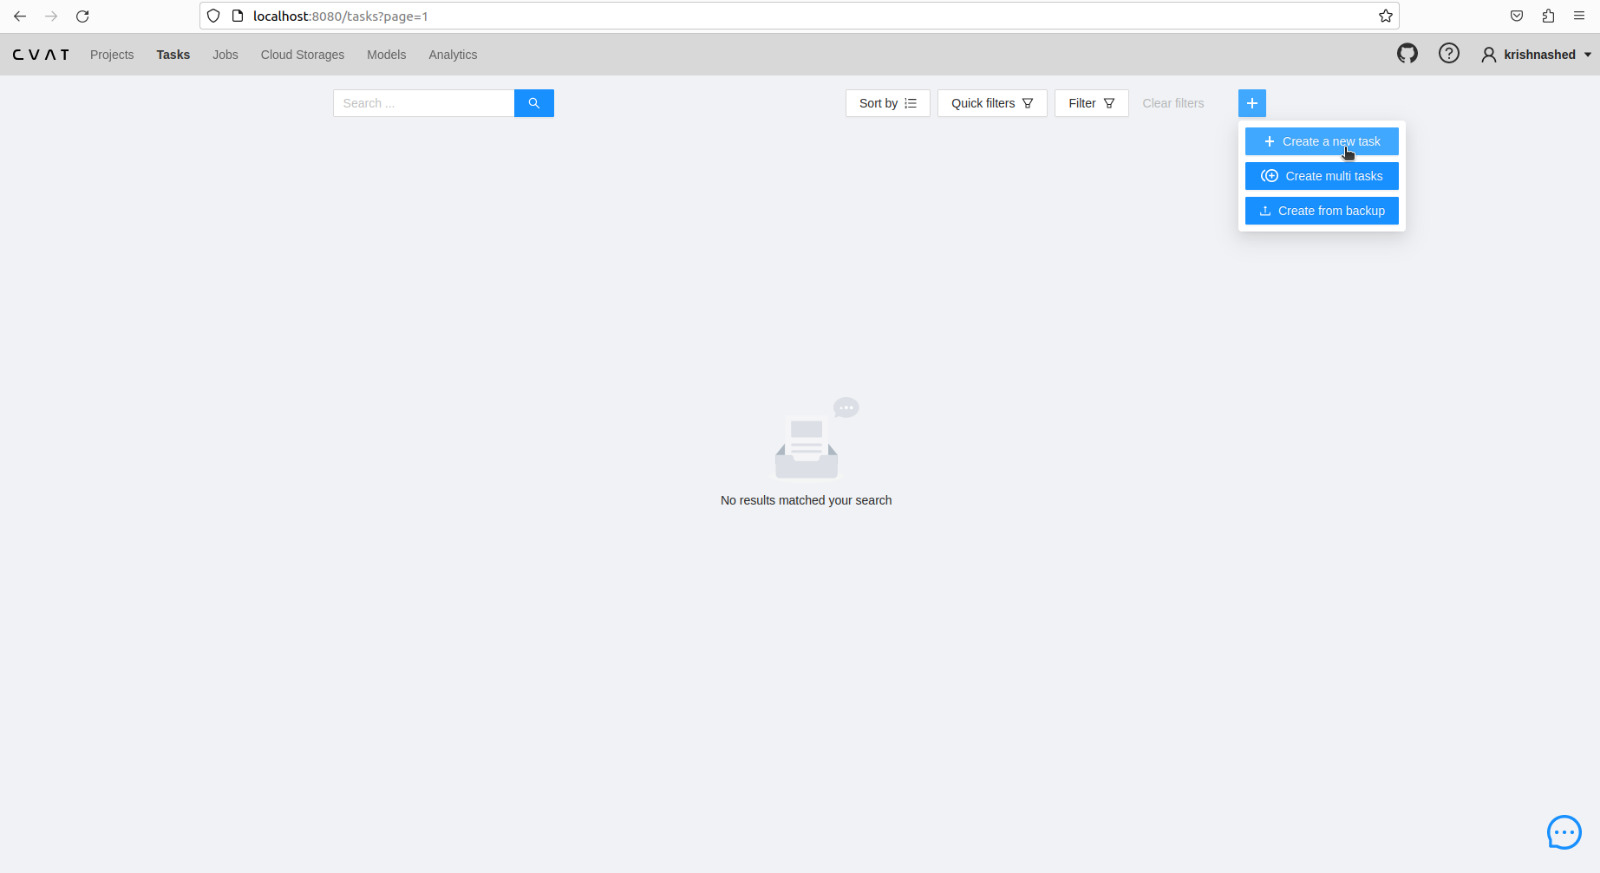 localhost:8080/tasks?page=1
CVAT Projects Tasks Jobs Cloud Storages Models Analytics krishnashed
Search ... Sort by Quick filters Filter Clear filters
Create a new task
Create multi tasks
Create from backup
No results matched your search